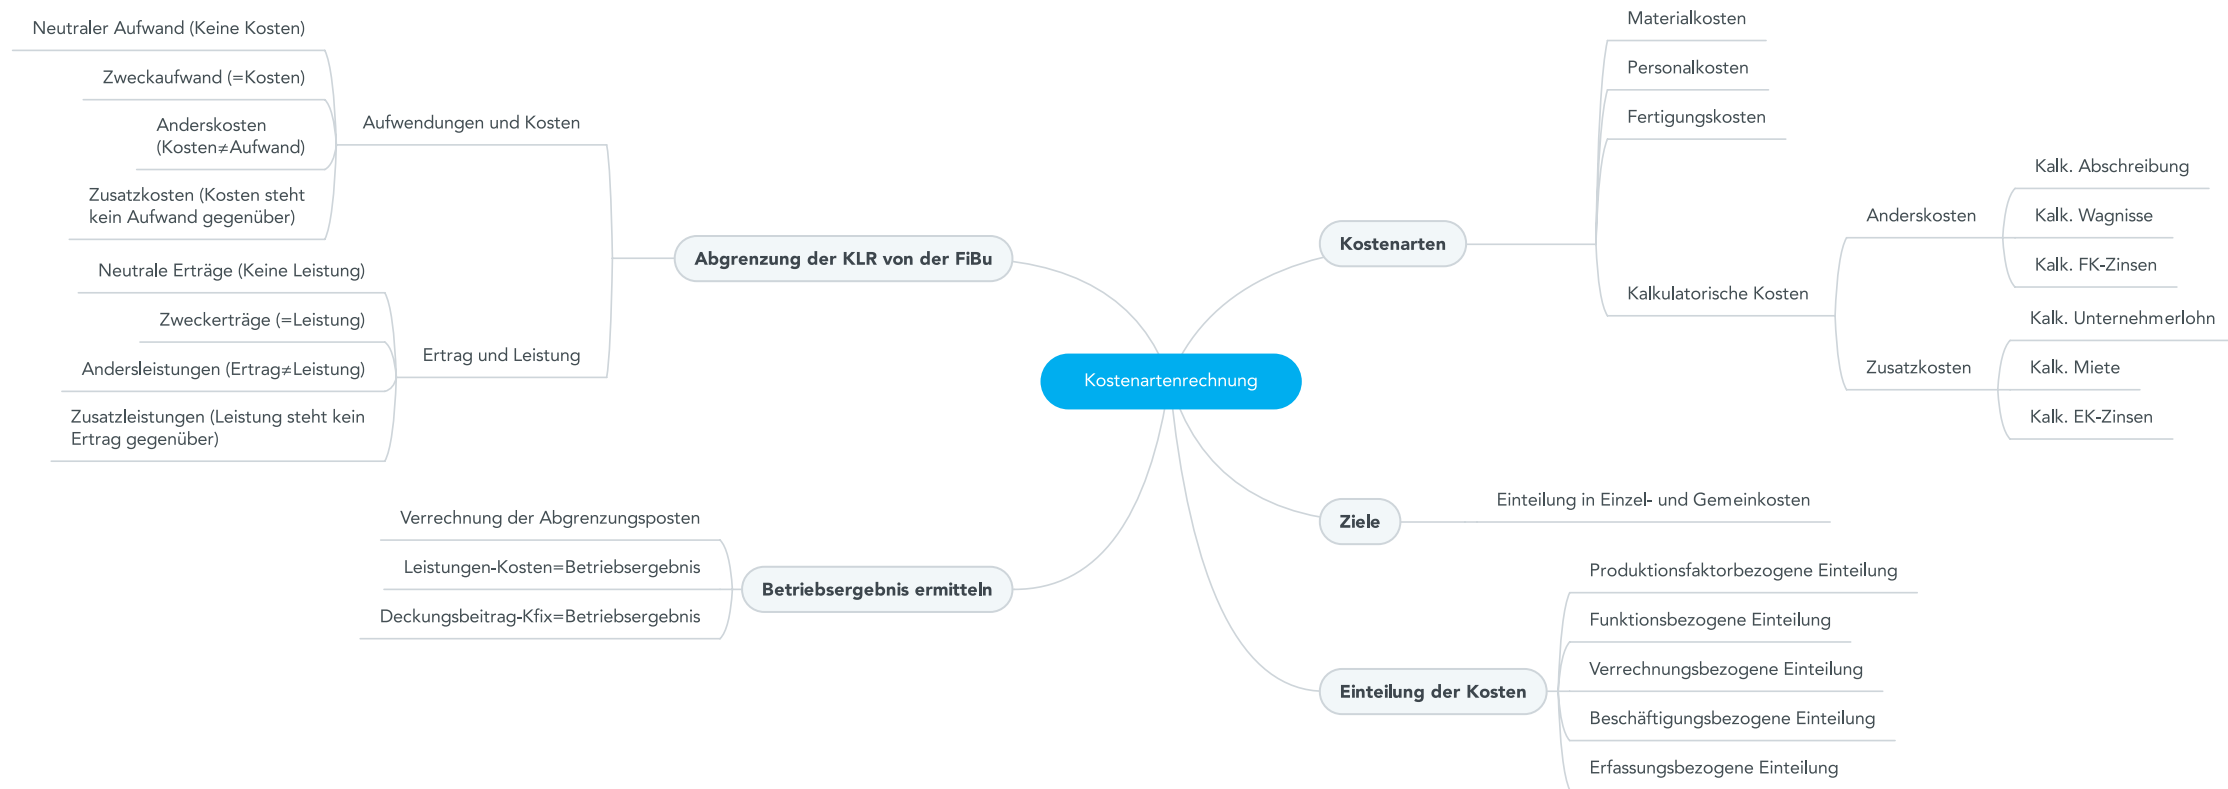 Neutraler Aufwand (Keine Kosten)
Zweckaufwand (=Kosten)
Anderskosten
(Kosten≠Aufwand)
Zusatzkosten (Kosten steht
kein Aufwand gegenüber)
Aufwendungen und Kosten
Neutrale Erträge (Keine Leistung)
Zweckerträge (=Leistung)
Andersleistungen (Ertrag≠Leistung)
Zusatzleistungen (Leistung steht kein
Ertrag gegenüber)
Ertrag und Leistung
Abgrenzung der KLR von der FiBu
Verrechnung der Abgrenzungsposten
Leistungen-Kosten=Betriebsergebnis
Deckungsbeitrag-Kfix=Betriebsergebnis
Betriebsergebnis ermitteln
Kostenartenrechnung
Kostenarten
Materialkosten
Personalkosten
Fertigungskosten
Kalkulatorische Kosten
Anderskosten
Kalk. Abschreibung
Kalk. Wagnisse
Kalk. FK-Zinsen
Zusatzkosten
Kalk. Unternehmerlohn
Kalk. Miete
Kalk. EK-Zinsen
Ziele
Einteilung in Einzel- und Gemeinkosten
Einteilung der Kosten
Produktionsfaktorbezogene Einteilung
Funktionsbezogene Einteilung
Verrechnungsbezogene Einteilung
Beschäftigungsbezogene Einteilung
Erfassungsbezogene Einteilung